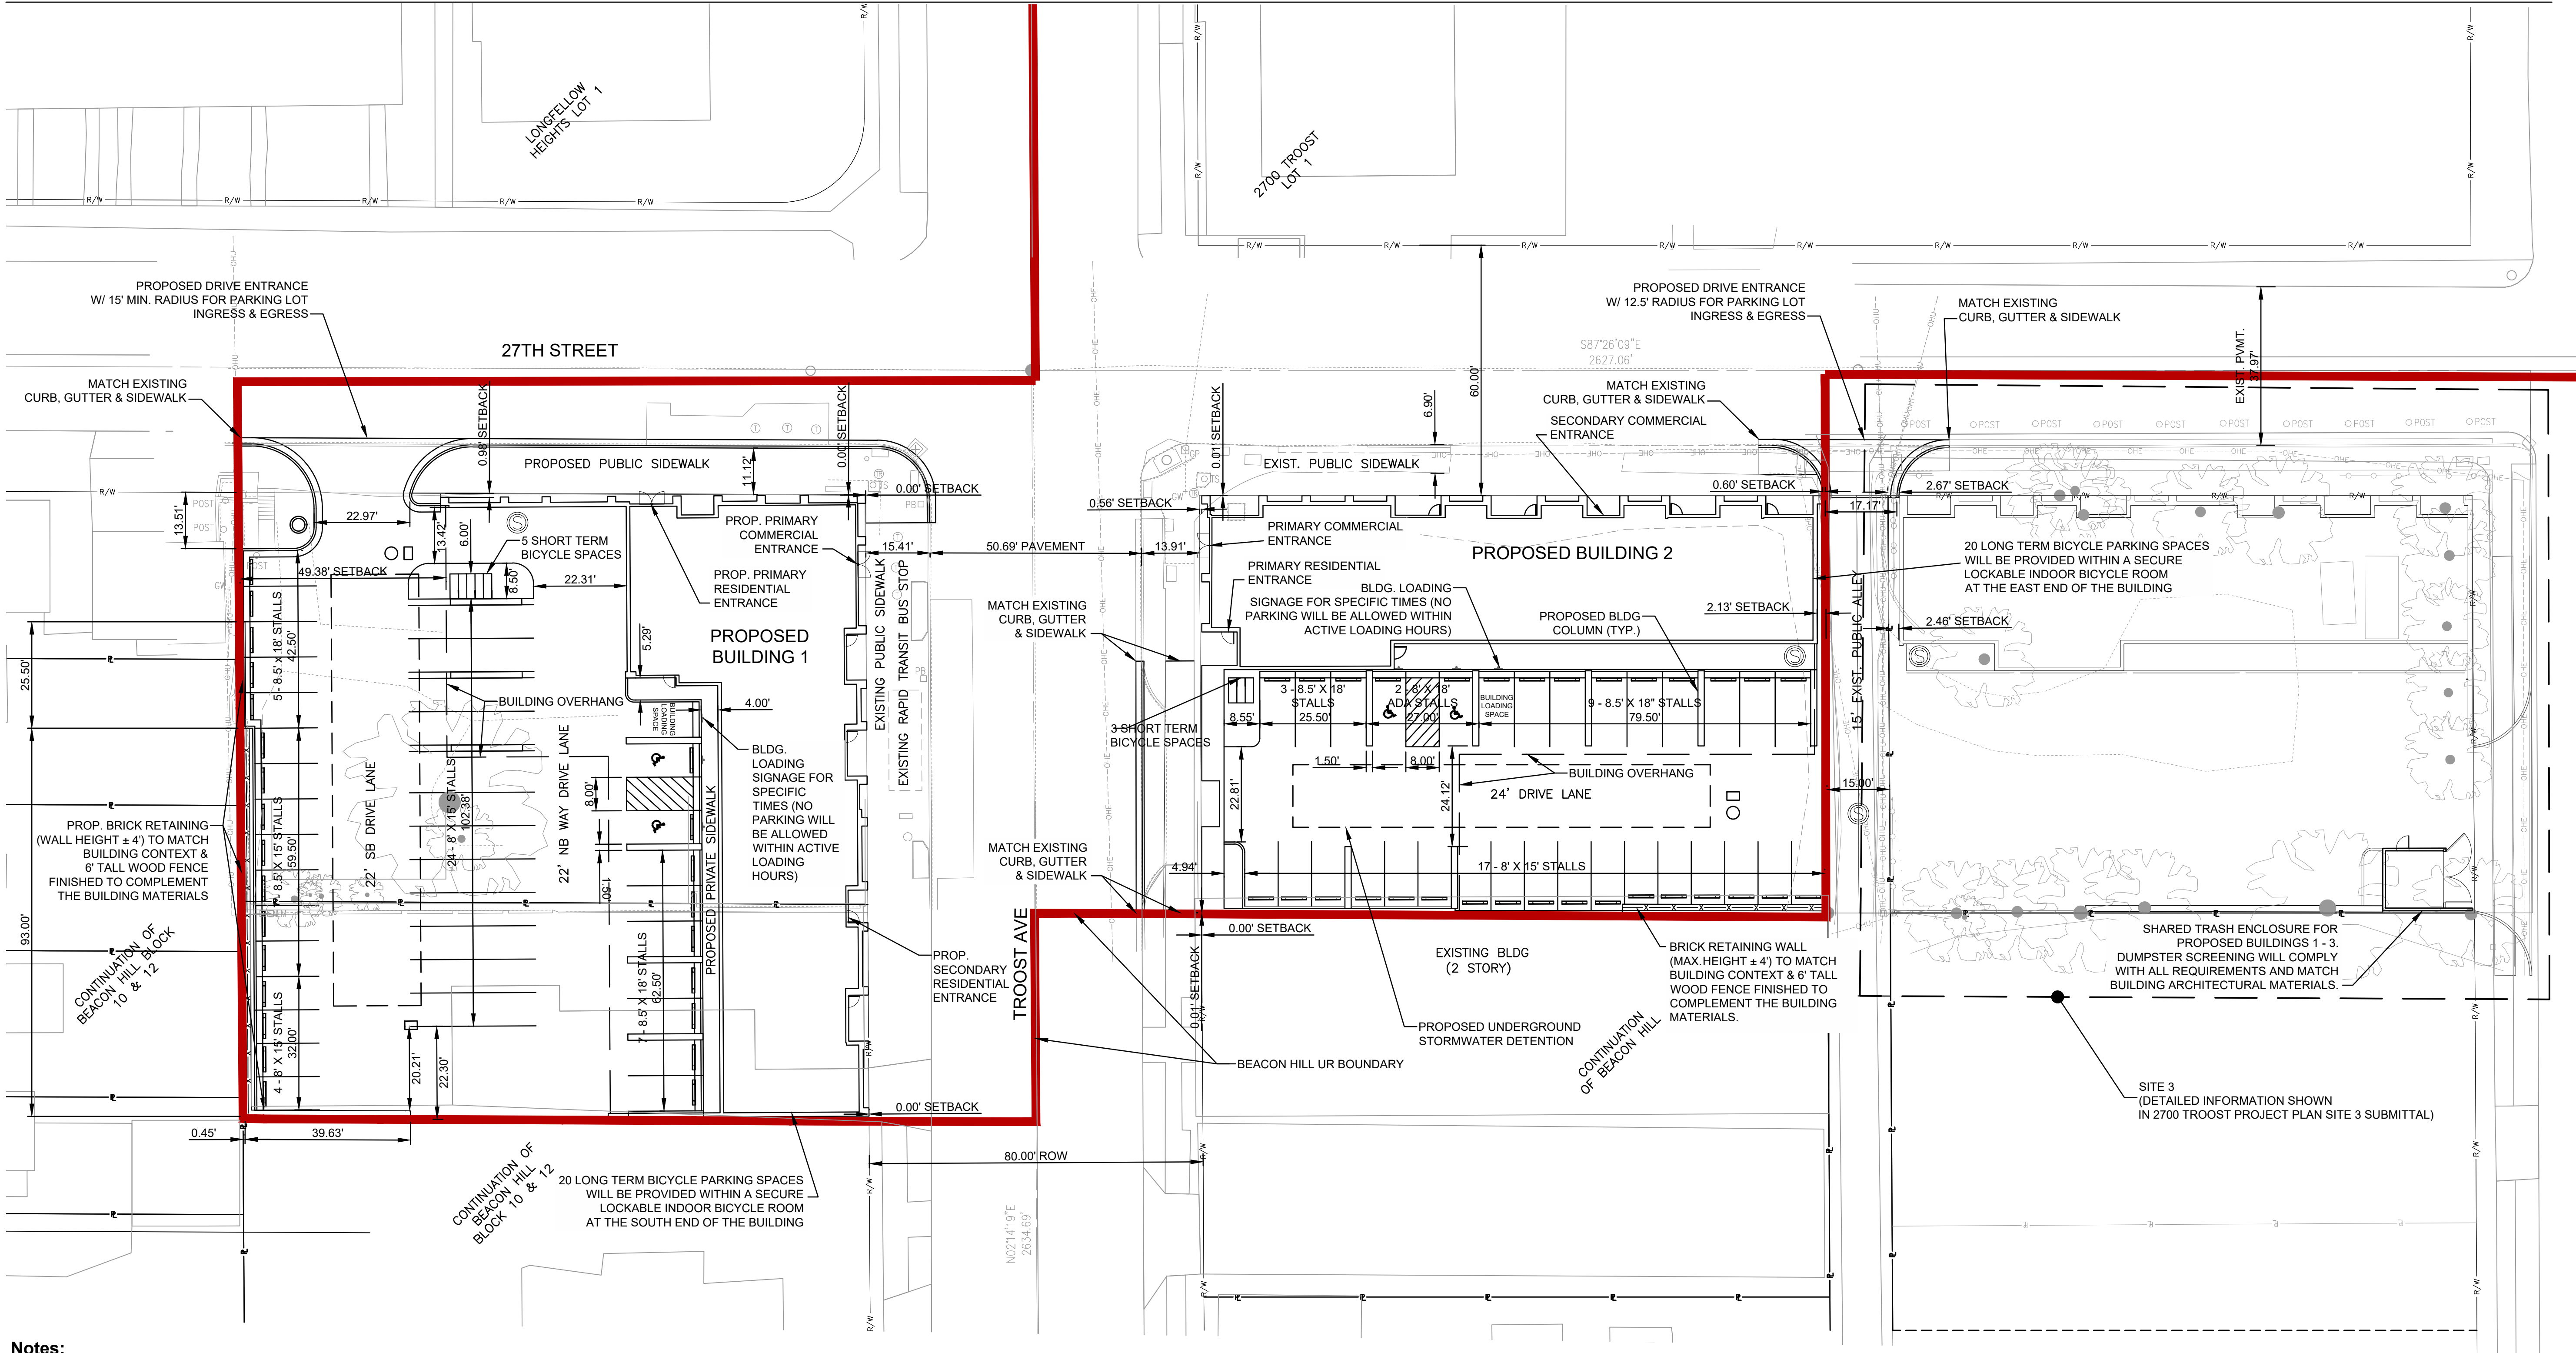 LONGFELLOW
HEIGHTS LOT 1
2700 TROOST
LOT 1
R/W
PROPOSED DRIVE ENTRANCE
W/ 15' MIN. RADIUS FOR PARKING LOT
INGRESS & EGRESS
27TH STREET
MATCH EXISTING
CURB, GUTTER & SIDEWALK
PROPOSED DRIVE ENTRANCE
W/ 12.5' RADIUS FOR PARKING LOT
INGRESS & EGRESS
MATCH EXISTING
CURB, GUTTER & SIDEWALK
S87°26'09"E
2627.06'
EXIST. PVMT.
37.97'
60.00'
MATCH EXISTING
CURB, GUTTER & SIDEWALK
SECONDARY COMMERCIAL
ENTRANCE
0.98' SETBACK
0.00' SETBACK
0.01' SETBACK
6.90'
PROPOSED PUBLIC SIDEWALK
11.12'
EXIST. PUBLIC SIDEWALK
0.00' SETBACK
0.56' SETBACK
0.60' SETBACK
2.67' SETBACK
17.17'
POST
13.51'
22.97'
13.42'
6.00'
5 SHORT TERM
BICYCLE SPACES
8.50'
49.38' SETBACK
22.31'
PROP. PRIMARY
COMMERCIAL
ENTRANCE
PROP. PRIMARY
RESIDENTIAL
ENTRANCE
15.41'
50.69' PAVEMENT
13.91'
PRIMARY COMMERCIAL
ENTRANCE
PRIMARY RESIDENTIAL
ENTRANCE
PROPOSED BUILDING 2
BLDG. LOADING
SIGNAGE FOR SPECIFIC TIMES (NO
PARKING WILL BE ALLOWED WITHIN
ACTIVE LOADING HOURS)
PROPOSED BLDG
COLUMN (TYP.)
2.13' SETBACK
20 LONG TERM BICYCLE PARKING SPACES
WILL BE PROVIDED WITHIN A SECURE
LOCKABLE INDOOR BICYCLE ROOM
AT THE EAST END OF THE BUILDING
2.46' SETBACK
15' EXIST. PUBLIC ALLEY
MATCH EXISTING
CURB, GUTTER
& SIDEWALK
5 - 8.5' X 18' STALLS
42.50'
25.50'
5.29'
PROPOSED
BUILDING 1
EXISTING PUBLIC SIDEWALK
EXISTING RAPID TRANSIT BUS STOP
BUILDING OVERHANG
BUILDING
LOADING
SPACE
4.00'
3 - 8.5' X 18'
STALLS
25.50'
2 - 8' X 18'
ADA STALLS
27.00'
BUILDING
LOADING
SPACE
9 - 8.5' X 18" STALLS
79.50'
8.55'
3 SHORT TERM
BICYCLE SPACES
BLDG.
LOADING
SIGNAGE FOR
SPECIFIC
TIMES (NO
PARKING WILL
BE ALLOWED
WITHIN ACTIVE
LOADING
HOURS)
1.50'
8.00'
BUILDING OVERHANG
24' DRIVE LANE
22.81'
24.12'
15.00'
22' SB DRIVE LANE
24 - 8' X 15' STALLS
102.38'
22' NB WAY DRIVE LANE
8.00'
1.50'
PROPOSED PRIVATE SIDEWALK
PROP. BRICK RETAINING
(WALL HEIGHT ± 4') TO MATCH
BUILDING CONTEXT &
6' TALL WOOD FENCE
FINISHED TO COMPLEMENT
THE BUILDING MATERIALS
7 - 8.5' X 15' STALLS
59.50'
MATCH EXISTING
CURB, GUTTER
& SIDEWALK
4.94'
17 - 8' X 15' STALLS
93.00'
CONTINUATION OF
BEACON HILL BLOCK
10 & 12
4 - 8' X 15' STALLS
32.00'
7 - 8.5' X 18' STALLS
62.50'
PROP.
SECONDARY
RESIDENTIAL
ENTRANCE
TROOST AVE
0.00' SETBACK
0.01' SETBACK
EXISTING BLDG
(2 STORY)
BRICK RETAINING WALL
(MAX.HEIGHT ± 4') TO MATCH
BUILDING CONTEXT & 6' TALL
WOOD FENCE FINISHED TO
COMPLEMENT THE BUILDING
MATERIALS.
SHARED TRASH ENCLOSURE FOR
PROPOSED BUILDINGS 1 - 3.
DUMPSTER SCREENING WILL COMPLY
WITH ALL REQUIREMENTS AND MATCH
BUILDING ARCHITECTURAL MATERIALS.
PROPOSED UNDERGROUND
STORMWATER DETENTION
BEACON HILL UR BOUNDARY
CONTINUATION
OF BEACON HILL
20.21'
22.30'
0.00' SETBACK
SITE 3
(DETAILED INFORMATION SHOWN
IN 2700 TROOST PROJECT PLAN SITE 3 SUBMITTAL)
0.45'
39.63'
80.00' ROW
CONTINUATION OF
BEACON HILL
BLOCK 10 & 12
20 LONG TERM BICYCLE PARKING SPACES
WILL BE PROVIDED WITHIN A SECURE
LOCKABLE INDOOR BICYCLE ROOM
AT THE SOUTH END OF THE BUILDING
N02°14'19"E
2634.69'
Notes: